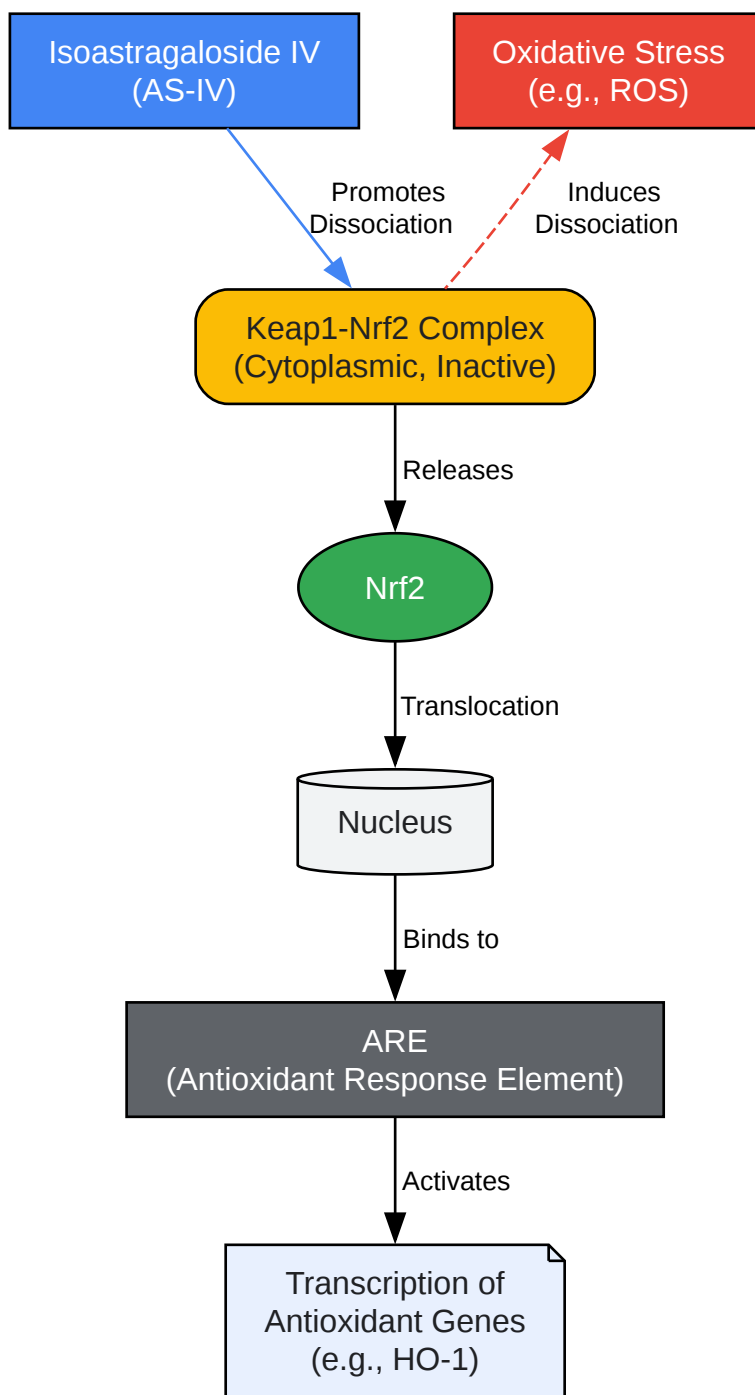 Isoastragaloside IV
(AS-IV)
Oxidative Stress
(e.g., ROS)
Promotes
Dissociation
Induces
Dissociation
Keap1-Nrf2 Complex
(Cytoplasmic, Inactive)
Releases
Nrf2
Translocation
Nucleus
Binds to
ARE
(Antioxidant Response Element)
Activates
Transcription of
Antioxidant Genes
(e.g., HO-1)